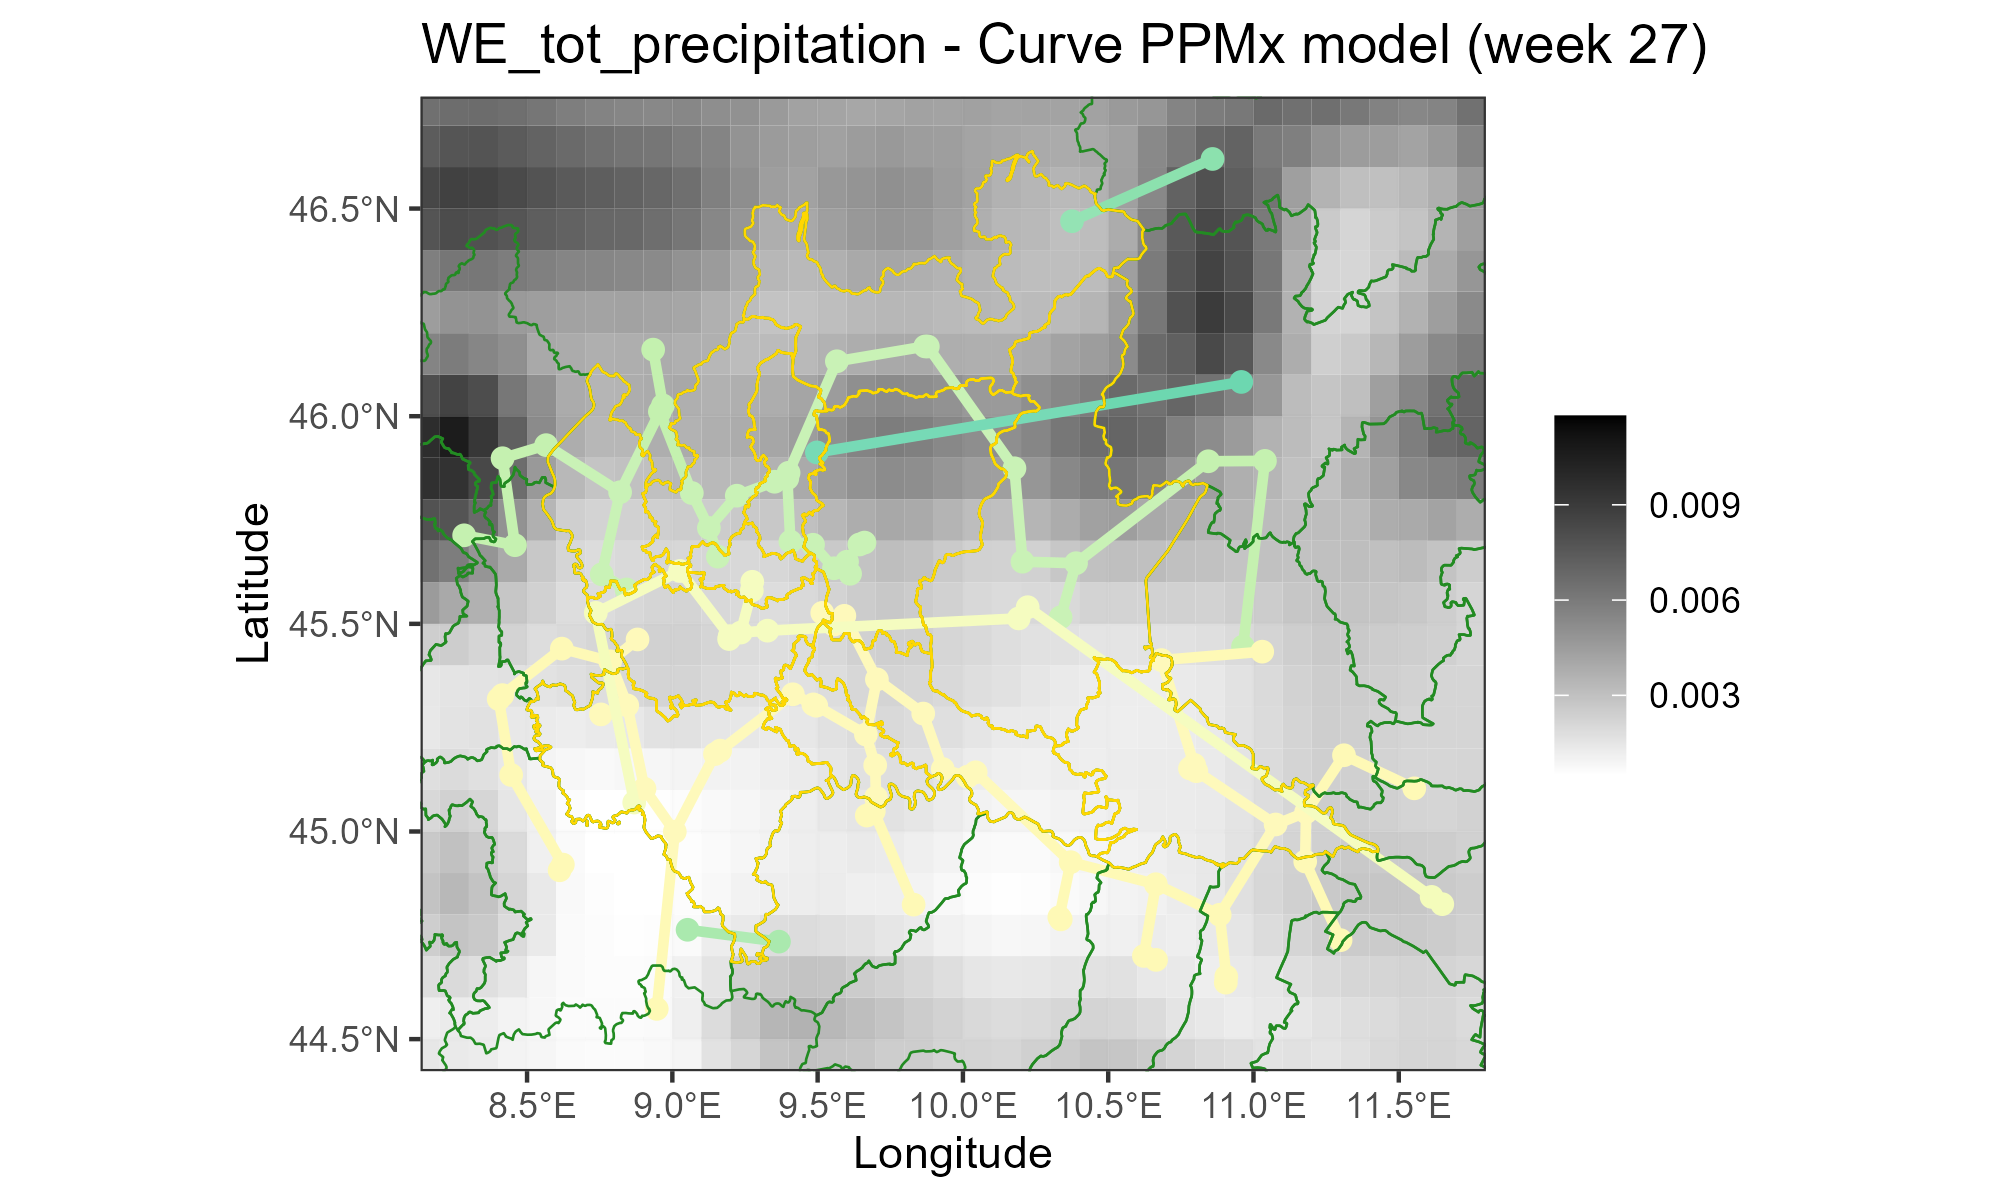 WE_tot_precipitation - Curve PPMx model (week 27)
46.5°N
46.0°N
45.5°N
45.0°N
44.5°N
Latitude
8.5°E
9.0°E
9.5°E
10.0°E
10.5°E
11.0°E
11.5°E
Longitude
0.009
0.006
0.003